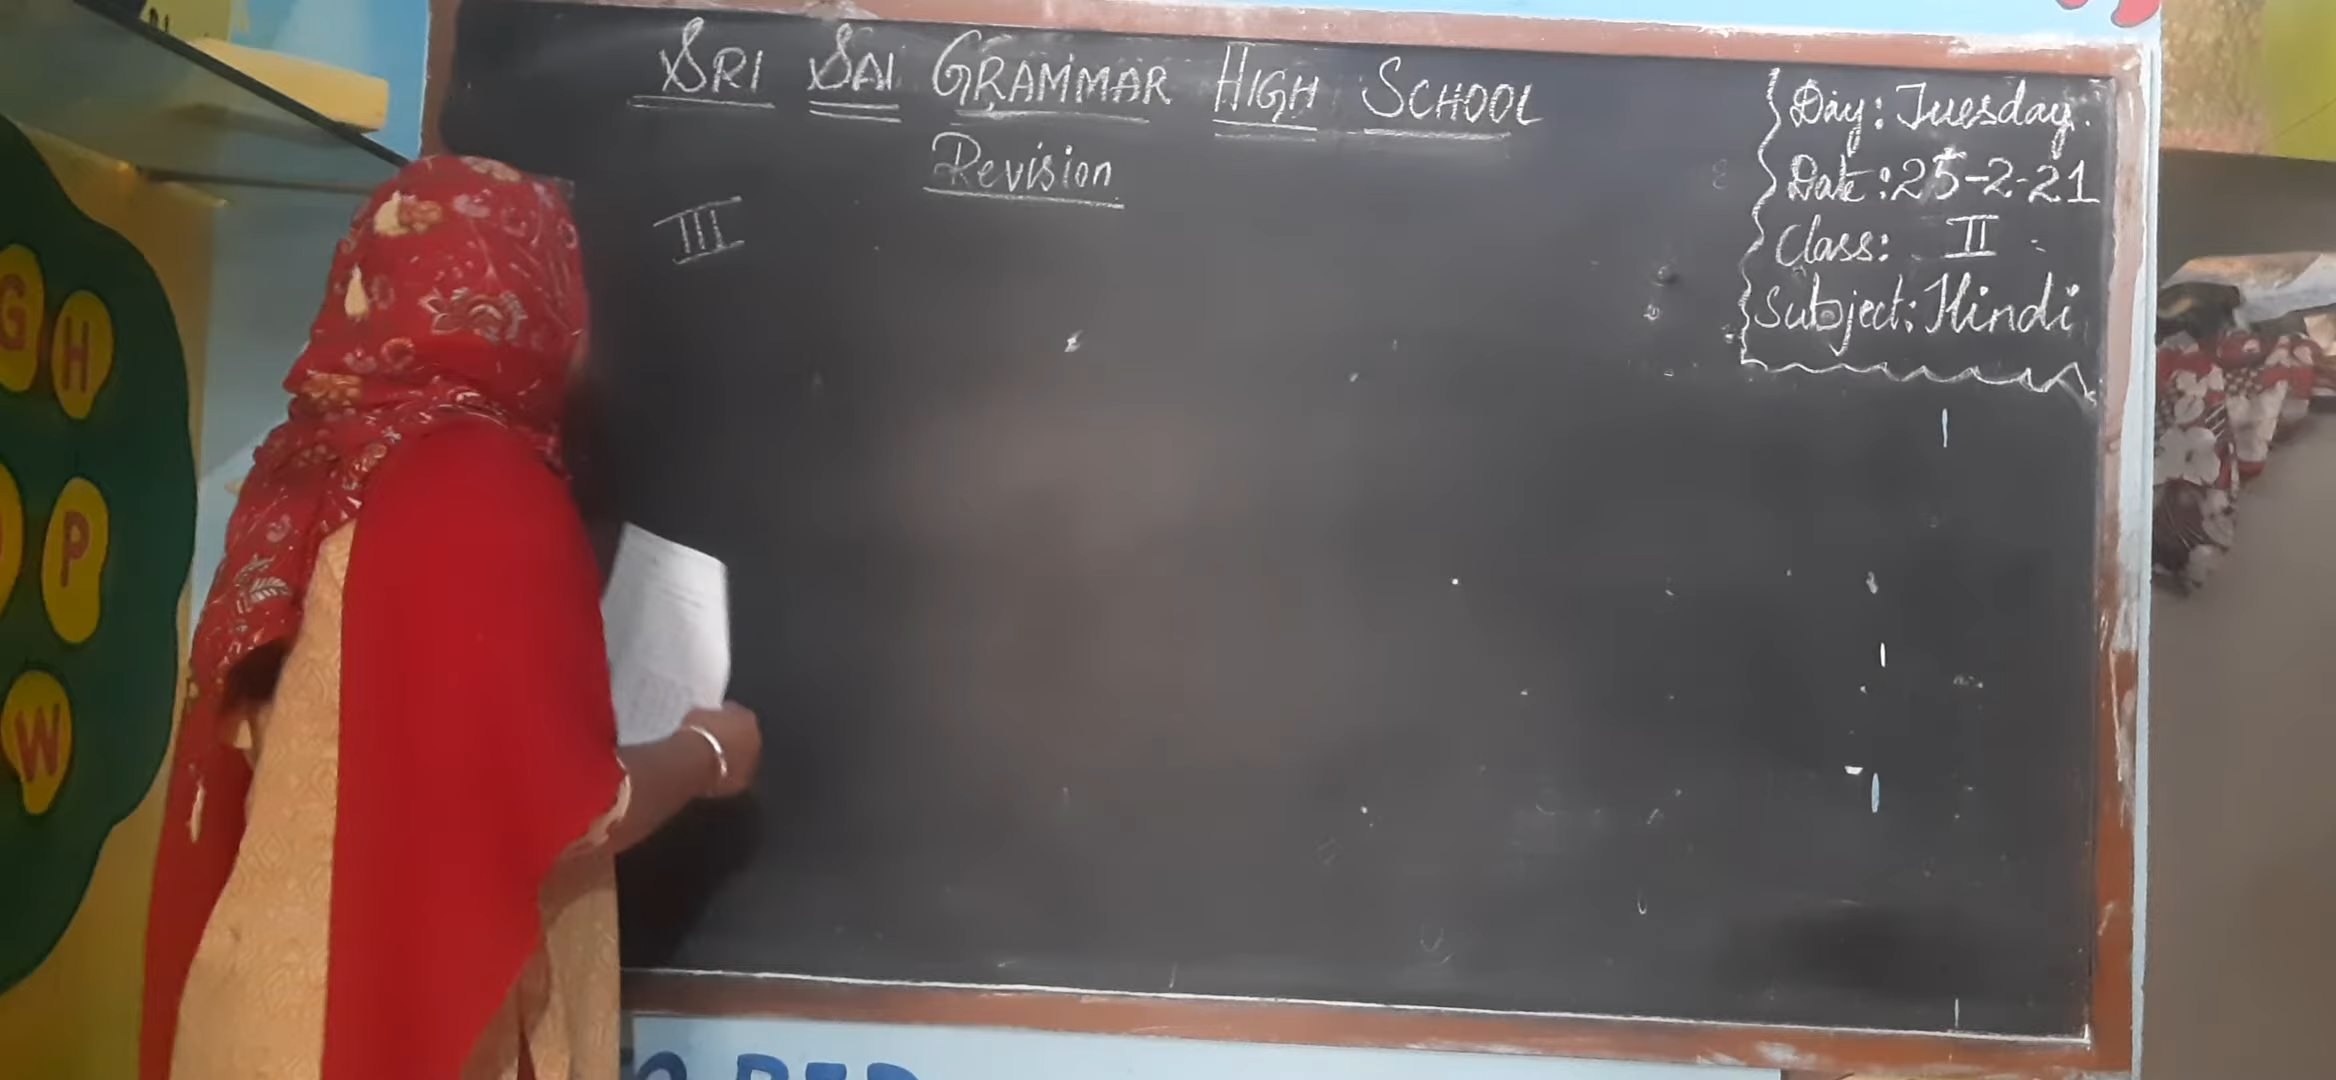 SRI SAI GRAMMAR HIGH SCHOOL
Revision
III
Day: Tuesday.
Date: 25-2-21
Class: II
Subject: Hindi
G
H
P
W